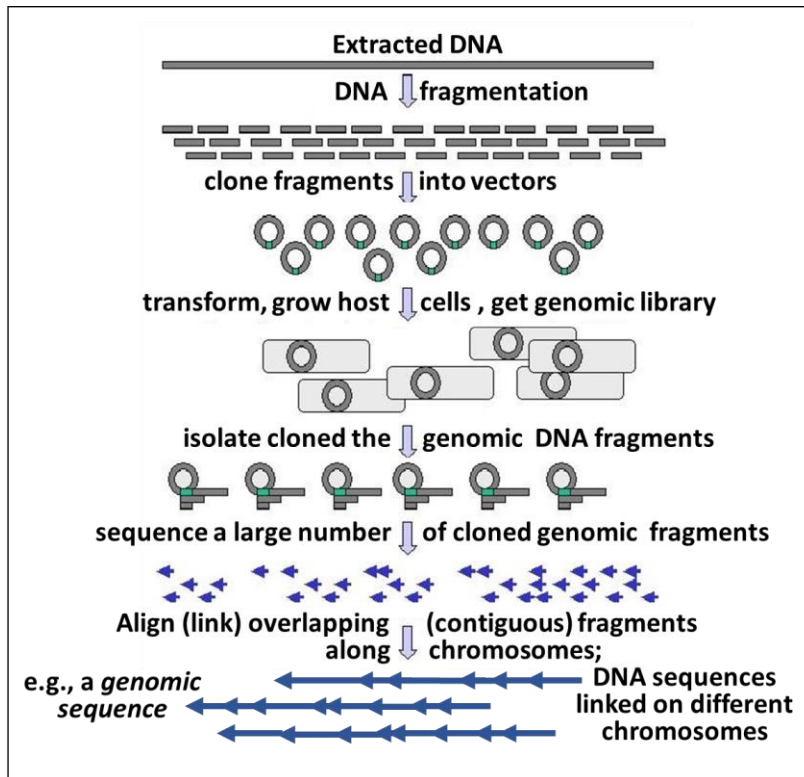 Extracted DNA
DNA fragmentation
clone fragments into vectors
transform, grow host cells , get genomic library
isolate cloned the genomic DNA fragments
sequence a large number of cloned genomic fragments
Align (link) overlapping (contiguous) fragments
along chromosomes;
e.g., a genomic
sequence
DNA sequences
linked on different
chromosomes